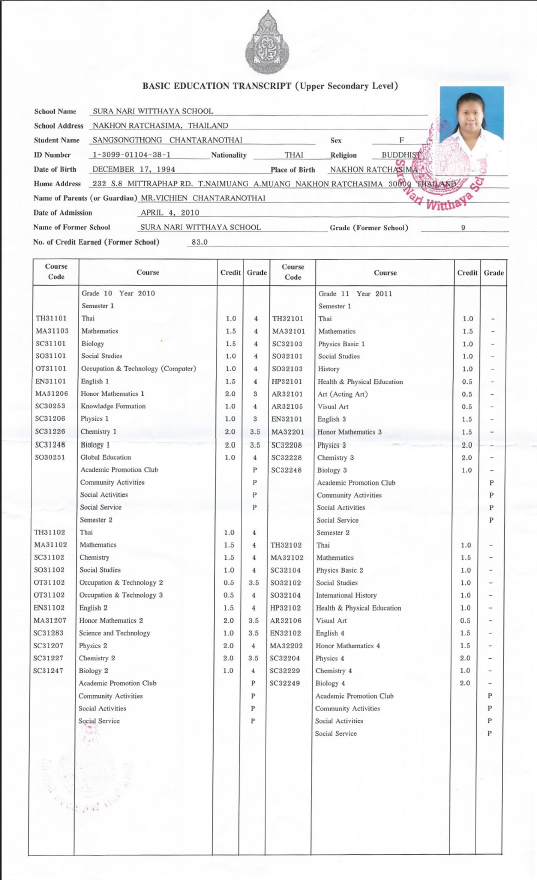 BASIC EDUCATION TRANSCRIPT (Upper Secondary Level)
School Name SURA NARI WITTHAYA SCHOOL
School Address NAKHON RATCHASIMA, THAILAND
Student Name SANGSONGTHONG CHANTARANOTHAI Sex F
ID Number 1-3099-01104-38-1 Nationality THAI Religion BUDDHIST
Date of Birth DECEMBER 17, 1994 Place of Birth NAKHON RATCHASIMA
Home Address 232 S.8 MITTRAPHAP RD. T.NAIMUANG A.MUANG NAKHON RATCHASIMA 30000 THAILAND
Name of Parents (or Guardian) MR.VICHIEN CHANTARANOTHAI
Date of Admission APRIL 4, 2010
Name of Former School SURA NARI WITTHAYA SCHOOL Grade (Former School) 9
No. of Credit Earned (Former School) 83.0
Nari Witthaya
Course Code Course Credit Grade Course Code Course Credit Grade
Grade 10 Year 2010 Grade 11 Year 2011
Semester 1 Semester 1
TH31101 Thai 1.0 4 TH32101 Thai 1.0 -
MA31103 Mathematics 1.5 4 MA32101 Mathematics 1.5 -
SC31101 Biology 1.5 4 SC32103 Physics Basic 1 1.0 -
SO31101 Social Studies 1.0 4 SO32101 Social Studies 1.0 -
OT31101 Occupation & Technology (Computer) 1.0 4 SO32103 History 1.0 -
EN31101 English 1 1.5 4 HP32101 Health & Physical Education 0.5 -
MA31206 Honor Mathematics 1 2.0 3 AR32101 Art (Acting Art) 0.5 -
SC30253 Knowladge Formation 1.0 4 AR32105 Visual Art 0.5 -
SC31206 Physics 1 1.0 3 EN32101 English 3 1.5 -
SC31226 Chemistry 1 2.0 3.5 MA32201 Honor Mathematics 3 1.5 -
SC31246 Biology 1 2.0 3.5 SC32208 Physics 3 2.0 -
SO30251 Global Education 1.0 4 SC32228 Chemistry 3 2.0 -
Academic Promotion Club P SC32248 Biology 3 1.0 -
Community Activities P Academic Promotion Club P
Social Activities P Community Activities P
Social Service P Social Activities P
Semester 2 Social Service P
TH31102 Thai 1.0 4 Semester 2
MA31102 Mathematics 1.5 4 TH32102 Thai 1.0 -
SC31102 Chemistry 1.5 4 MA32102 Mathematics 1.5 -
SO31102 Social Studies 1.0 4 SC32104 Physics Basic 2 1.0 -
OT31102 Occupation & Technology 2 0.5 3.5 SO32102 Social Studies 1.0 -
OT31102 Occupation & Technology 3 0.5 4 SO32104 International History 1.0 -
EN31102 English 2 1.5 4 HP32102 Health & Physical Education 1.0 -
MA31207 Honor Mathematics 2 2.0 3.5 AR32106 Visual Art 0.5 -
SC31283 Science and Technology 1.0 3.5 EN32102 English 4 1.5 -
SC31207 Physics 2 2.0 4 MA32202 Honor Mathematics 4 1.5 -
SC31227 Chemistry 2 2.0 3.5 SC32204 Physics 4 2.0 -
SC31247 Biology 2 1.0 4 SC32229 Chemistry 4 1.0 -
Academic Promotion Club P SC32249 Biology 4 2.0 -
Community Activities P Academic Promotion Club P
Social Activities P Community Activities P
Social Service P Social Activities P
Social Service P